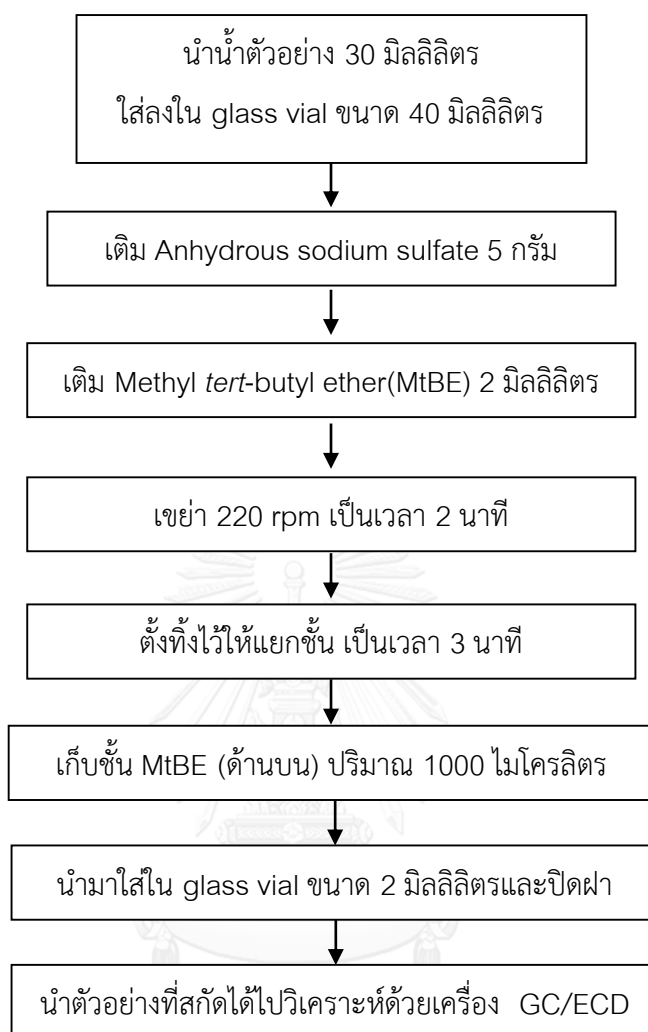 นำน้ำตัวอย่าง 30 มิลลิลิตร
ใส่ลงใน glass vial ขนาด 40 มิลลิลิตร
เติม Anhydrous sodium sulfate 5 กรัม
เติม Methyl tert-butyl ether(MtBE) 2 มิลลิลิตร
เขย่า 220 rpm เป็นเวลา 2 นาที
ตั้งทิ้งไว้ให้แยกชั้น เป็นเวลา 3 นาที
เก็บชั้น MtBE (ด้านบน) ปริมาณ 1000 ไมโครลิตร
นำมาใส่ใน glass vial ขนาด 2 มิลลิลิตรและปิดฝา
นำตัวอย่างที่สกัดได้ไปวิเคราะห์ด้วยเครื่อง GC/ECD